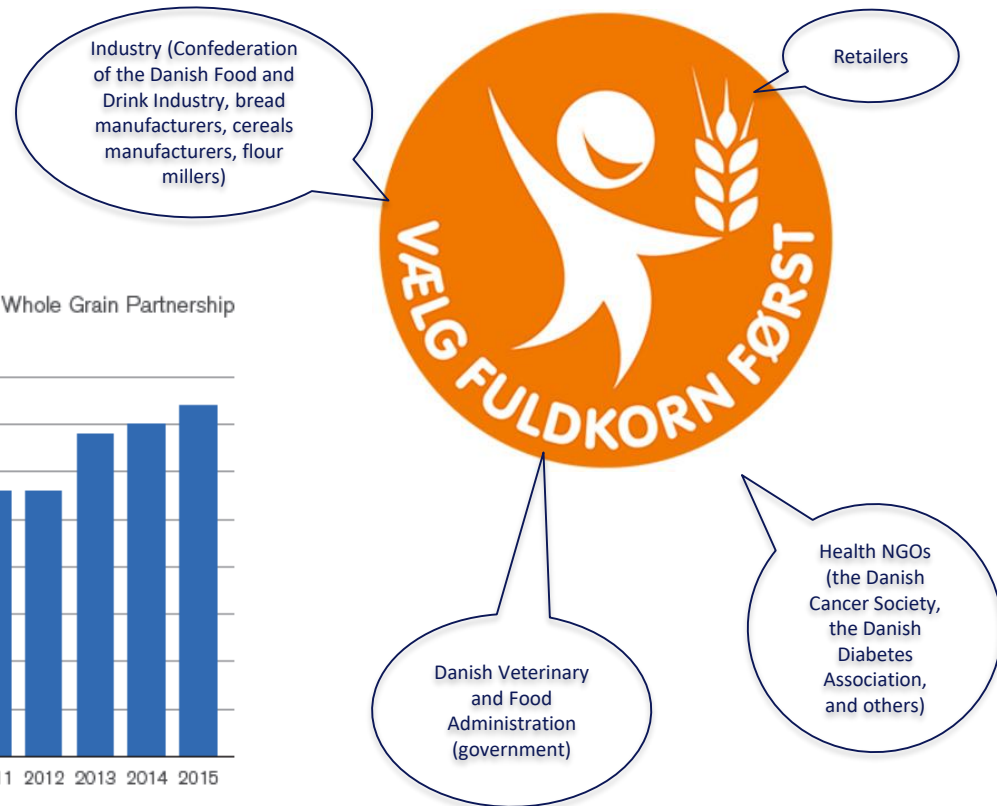 Industry (Confederation
of the Danish Food and
Drink Industry, bread
manufacturers, cereals
manufacturers, flour
millers)
Retailers
VÆLG FULDKORN FØRST
Whole Grain Partnership
Health NGOs
(the Danish
Cancer Society,
the Danish
Diabetes
Association,
and others)
Danish Veterinary
and Food
Administration
(government)
2012 2013 2014 2015